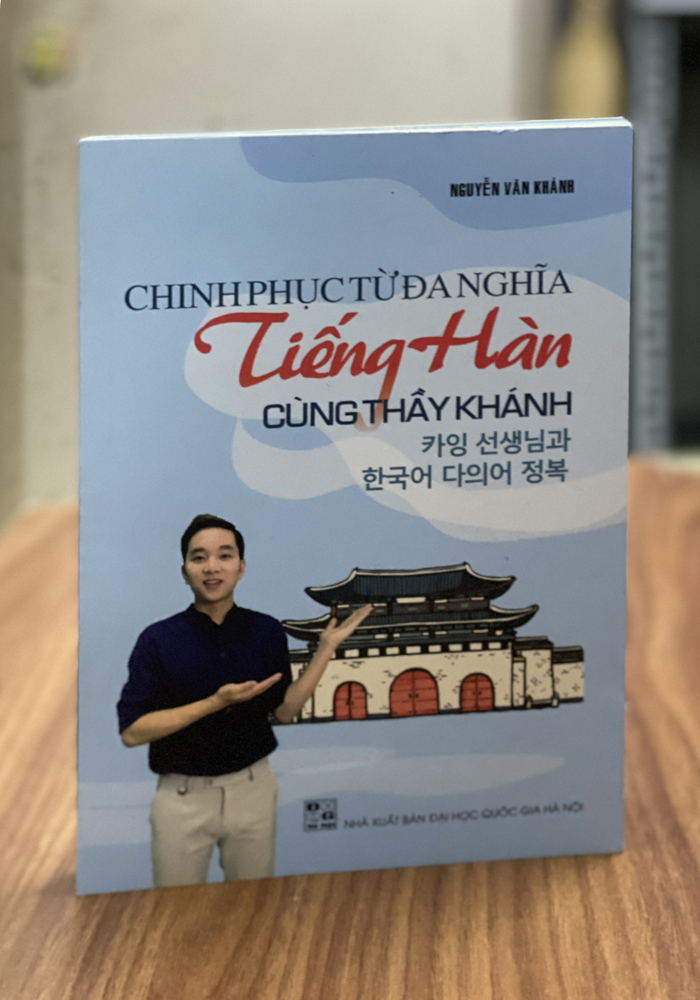 NGUYỄN VĂN KHÁNH
CHINH PHỤC TỪ ĐA NGHĨA
Tiếng Hàn
CÙNG THẦY KHÁNH
카잉 선생님과
한국어 다의어 정복
NHÀ XUẤT BẢN ĐẠI HỌC QUỐC GIA HÀ NỘI